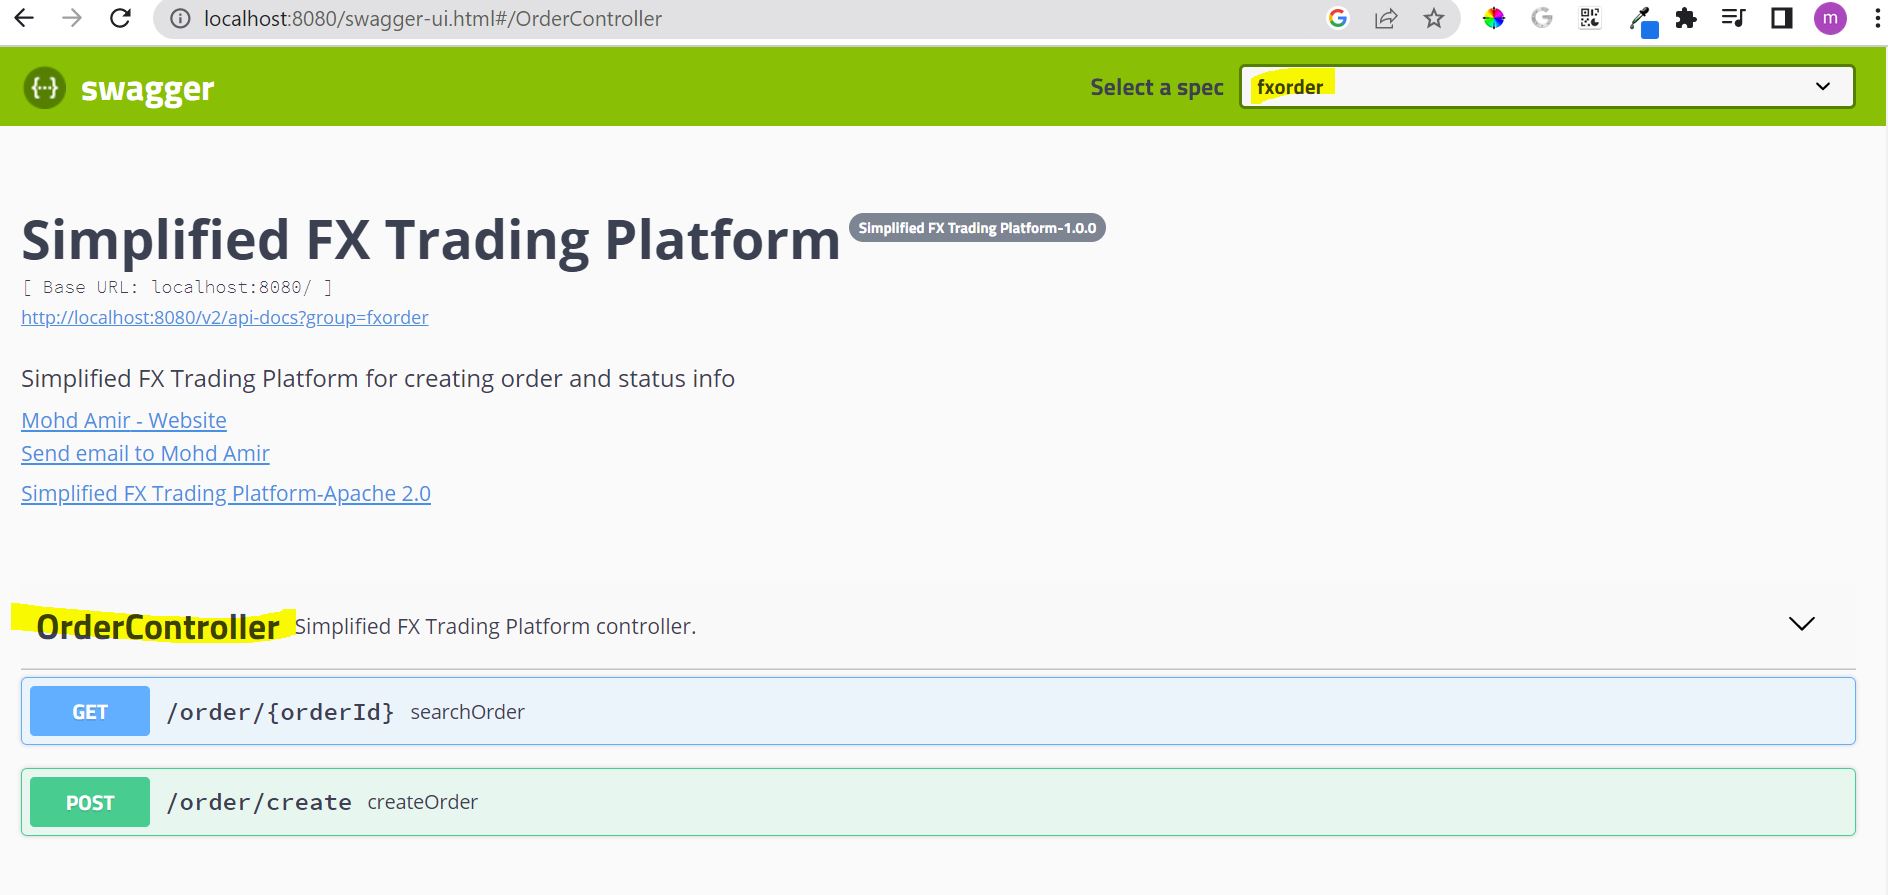 localhost:8080/swagger-ui.html#/OrderController
m
{···} swagger
Select a spec
fxorder
Simplified FX Trading Platform
Simplified FX Trading Platform-1.0.0
[ Base URL: localhost:8080/ ]
http://localhost:8080/v2/api-docs?group=fxorder
Simplified FX Trading Platform for creating order and status info
Mohd Amir - Website
Send email to Mohd Amir
Simplified FX Trading Platform-Apache 2.0
OrderController Simplified FX Trading Platform controller.
GET /order/{orderId} searchOrder
POST /order/create createOrder